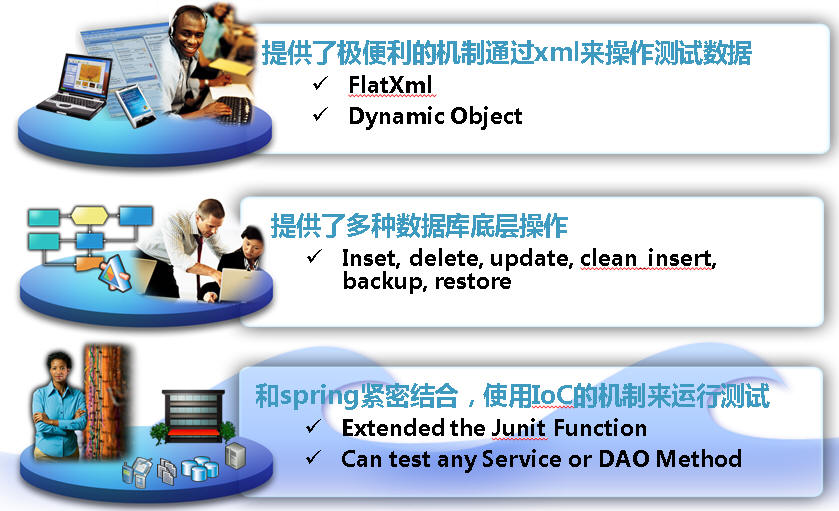 提供了极便利的机制通过xml来操作测试数据
✓ FlatXml
✓ Dynamic Object
提供了多种数据库底层操作
✓ Inset, delete, update, clean_insert,
backup, restore
和spring紧密结合，使用IoC的机制来运行测试
✓ Extended the Junit Function
✓ Can test any Service or DAO Method